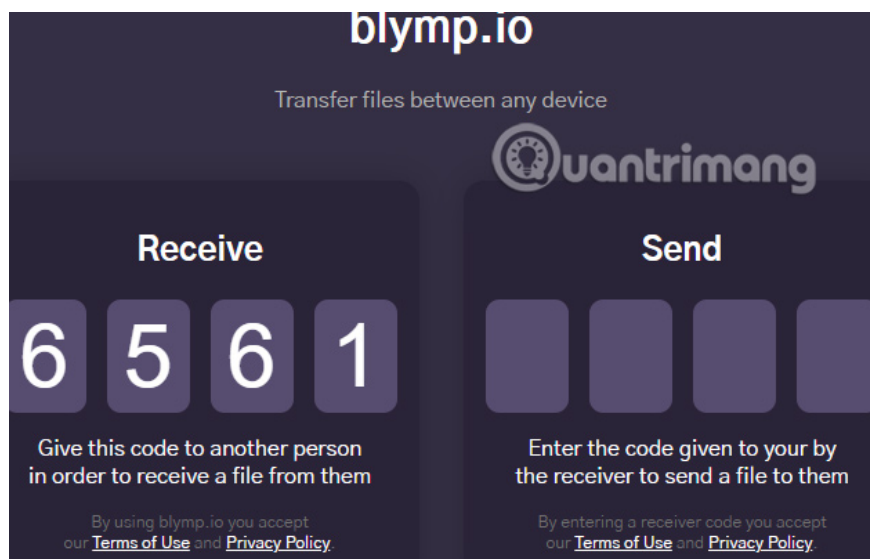 blymp.io
Transfer files between any device
Quantrimang
Receive
6 5 6 1
Give this code to another person
in order to receive a file from them
By using blymp.io you accept
our Terms of Use and Privacy Policy.
Send
Enter the code given to your by
the receiver to send a file to them
By entering a receiver code you accept
our Terms of Use and Privacy Policy.